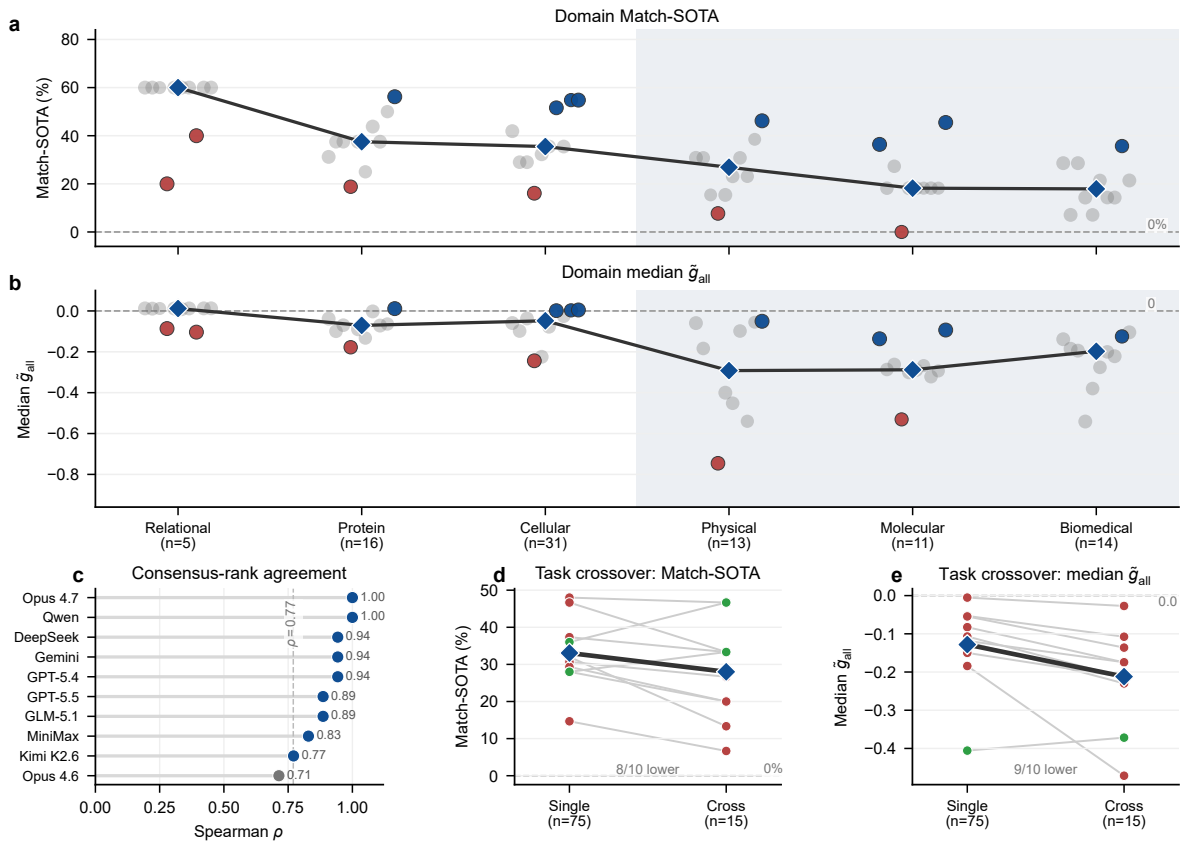 a
Domain Match-SOTA
Match-SOTA (%)
80
60
40
20
0
0%
b
Domain median g̃all
Median g̃all
0.0
−0.2
−0.4
−0.6
−0.8
0
Relational
(n=5)
Protein
(n=16)
Cellular
(n=31)
Physical
(n=13)
Molecular
(n=11)
Biomedical
(n=14)
c
Consensus-rank agreement
Opus 4.7
Qwen
DeepSeek
Gemini
GPT-5.4
GPT-5.5
GLM-5.1
MiniMax
Kimi K2.6
Opus 4.6
1.00
1.00
0.94
0.94
0.94
0.89
0.89
0.83
0.77
0.71
ρ=0.77
0.00
0.25
0.50
0.75
1.00
Spearman ρ
d
Task crossover: Match-SOTA
Match-SOTA (%)
50
40
30
20
10
0
8/10 lower
0%
Single
(n=75)
Cross
(n=15)
e
Task crossover: median g̃all
Median g̃all
0.0
−0.1
−0.2
−0.3
−0.4
0.0
9/10 lower
Single
(n=75)
Cross
(n=15)